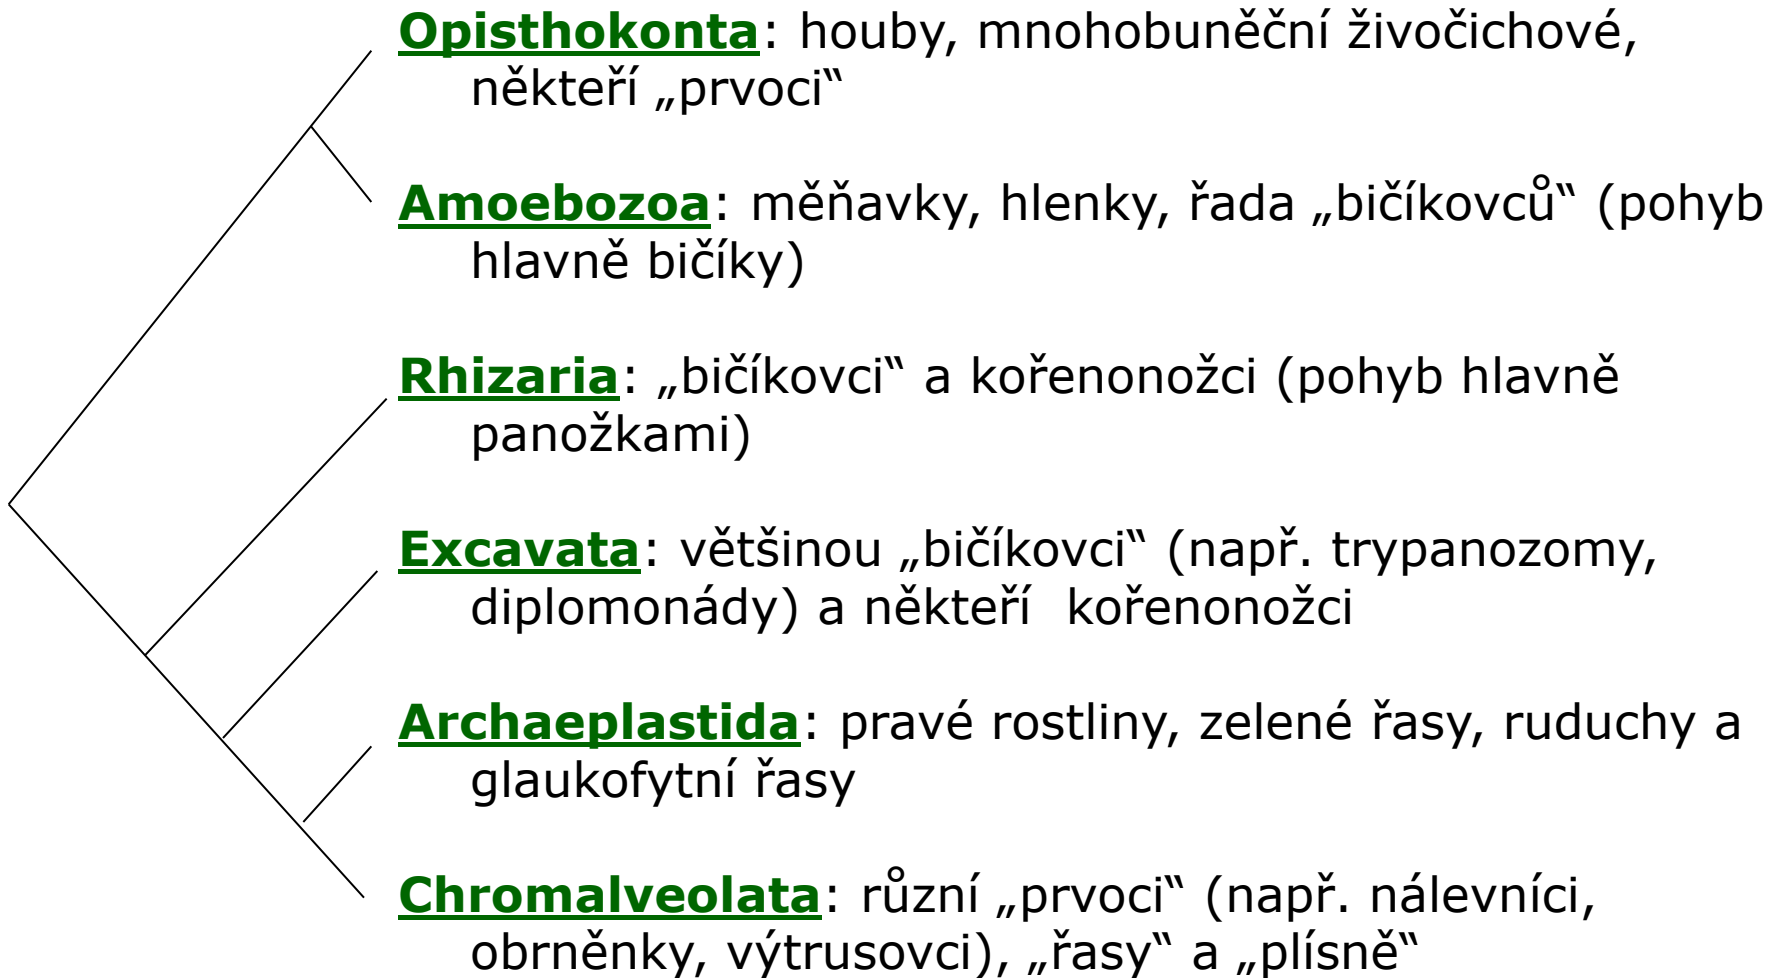 Opisthokonta: houby, mnohobuněční živočichové,
někteří „prvoci“
Amoebozoa: měňavky, hlenky, řada „bičíkovců“ (pohyb
hlavně bičíky)
Rhizaria: „bičíkovci“ a kořenonožci (pohyb hlavně
panožkami)
Excavata: většinou „bičíkovci“ (např. trypanozomy,
diplomonády) a někteří  kořenonožci
Archaeplastida: pravé rostliny, zelené řasy, ruduchy a
glaukofytní řasy
Chromalveolata: různí „prvoci“ (např. nálevníci,
obrněnky, výtrusovci), „řasy“ a „plísně“